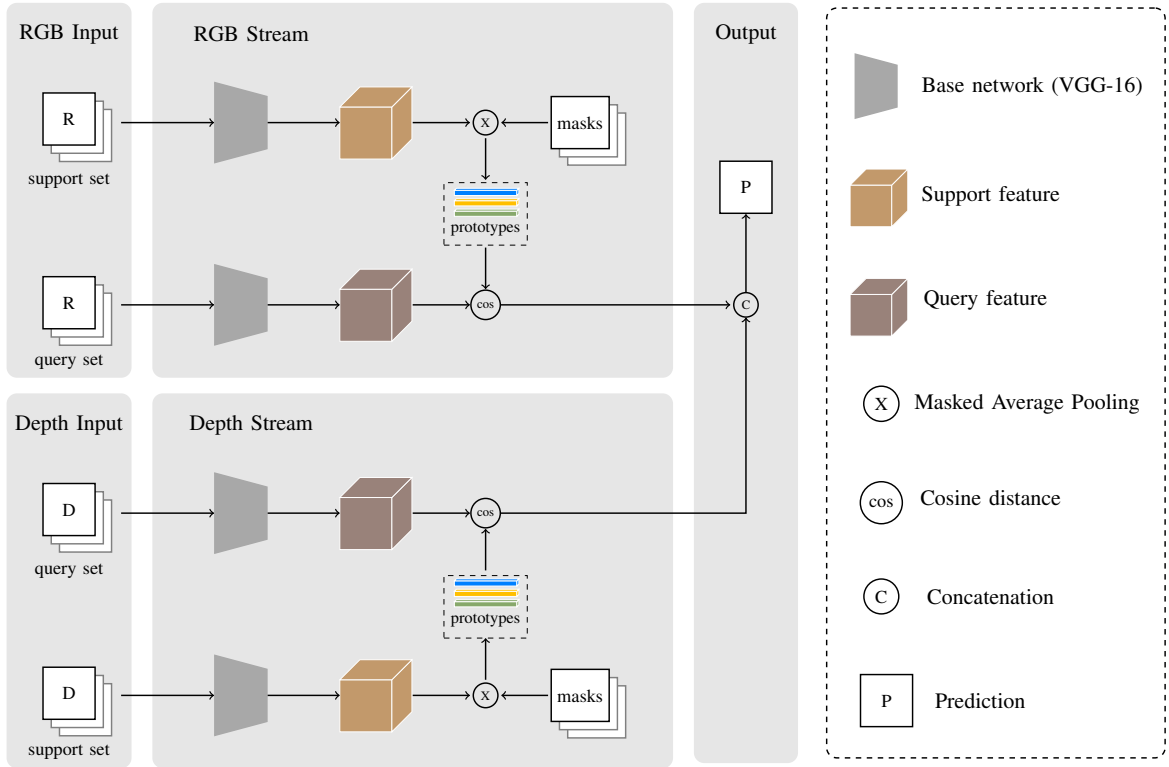 RGB Input
RGB Stream
Output
R
X
masks
support set
prototypes
R
cos
query set
Depth Input
Depth Stream
D
cos
query set
prototypes
D
X
masks
support set
P
C
Base network (VGG-16)
Support feature
Query feature
X Masked Average Pooling
cos Cosine distance
C Concatenation
P Prediction